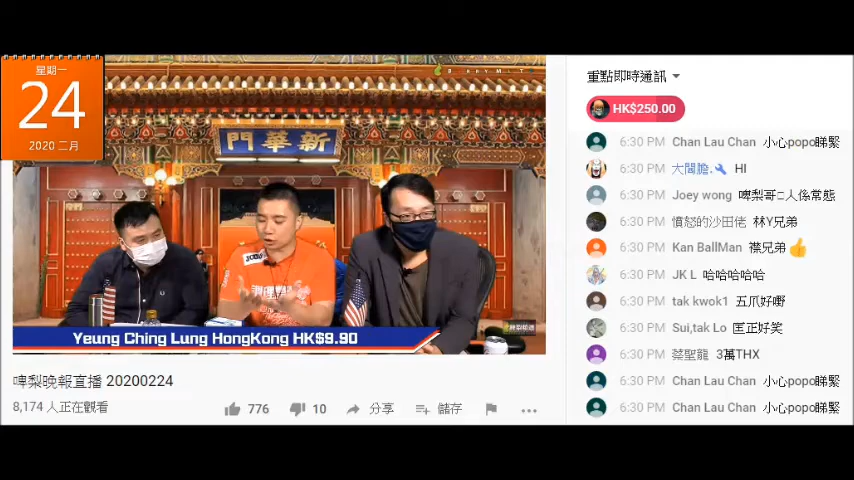 星期一
24
2020 二月
新華門
Yeung Ching Lung HongKong HK$9.90
啤梨晚報直播 20200224
8,174 人正在觀看
776
10
分享
儲存
重點即時通訊
HK$250.00
6:30 PM Chan Lau Chan 小心popo睇緊
6:30 PM 大間膽. HI
6:30 PM Joey wong 啤梨哥□人係常態
6:30 PM 憤怒的沙田佬 林Y兄弟
6:30 PM Kan BallMan 襟兄弟👍
6:30 PM JK L 哈哈哈哈哈
6:30 PM tak kwok1 五爪好嘢
6:30 PM Sui,tak Lo 匡正好笑
6:30 PM 蔡聖龍 3萬THX
6:30 PM Chan Lau Chan 小心popo睇緊
6:30 PM Chan Lau Chan 小心popo睇緊